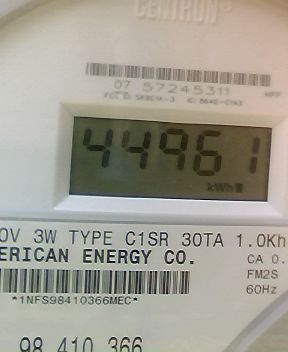 CENTRON®
07 57245311
44961
kWh
0V 3W TYPE C1SR 30TA 1.0Kh
ERICAN ENERGY CO.
CA 0.
FM2S
*1NFS98410366MEC*
60Hz
98 410 366